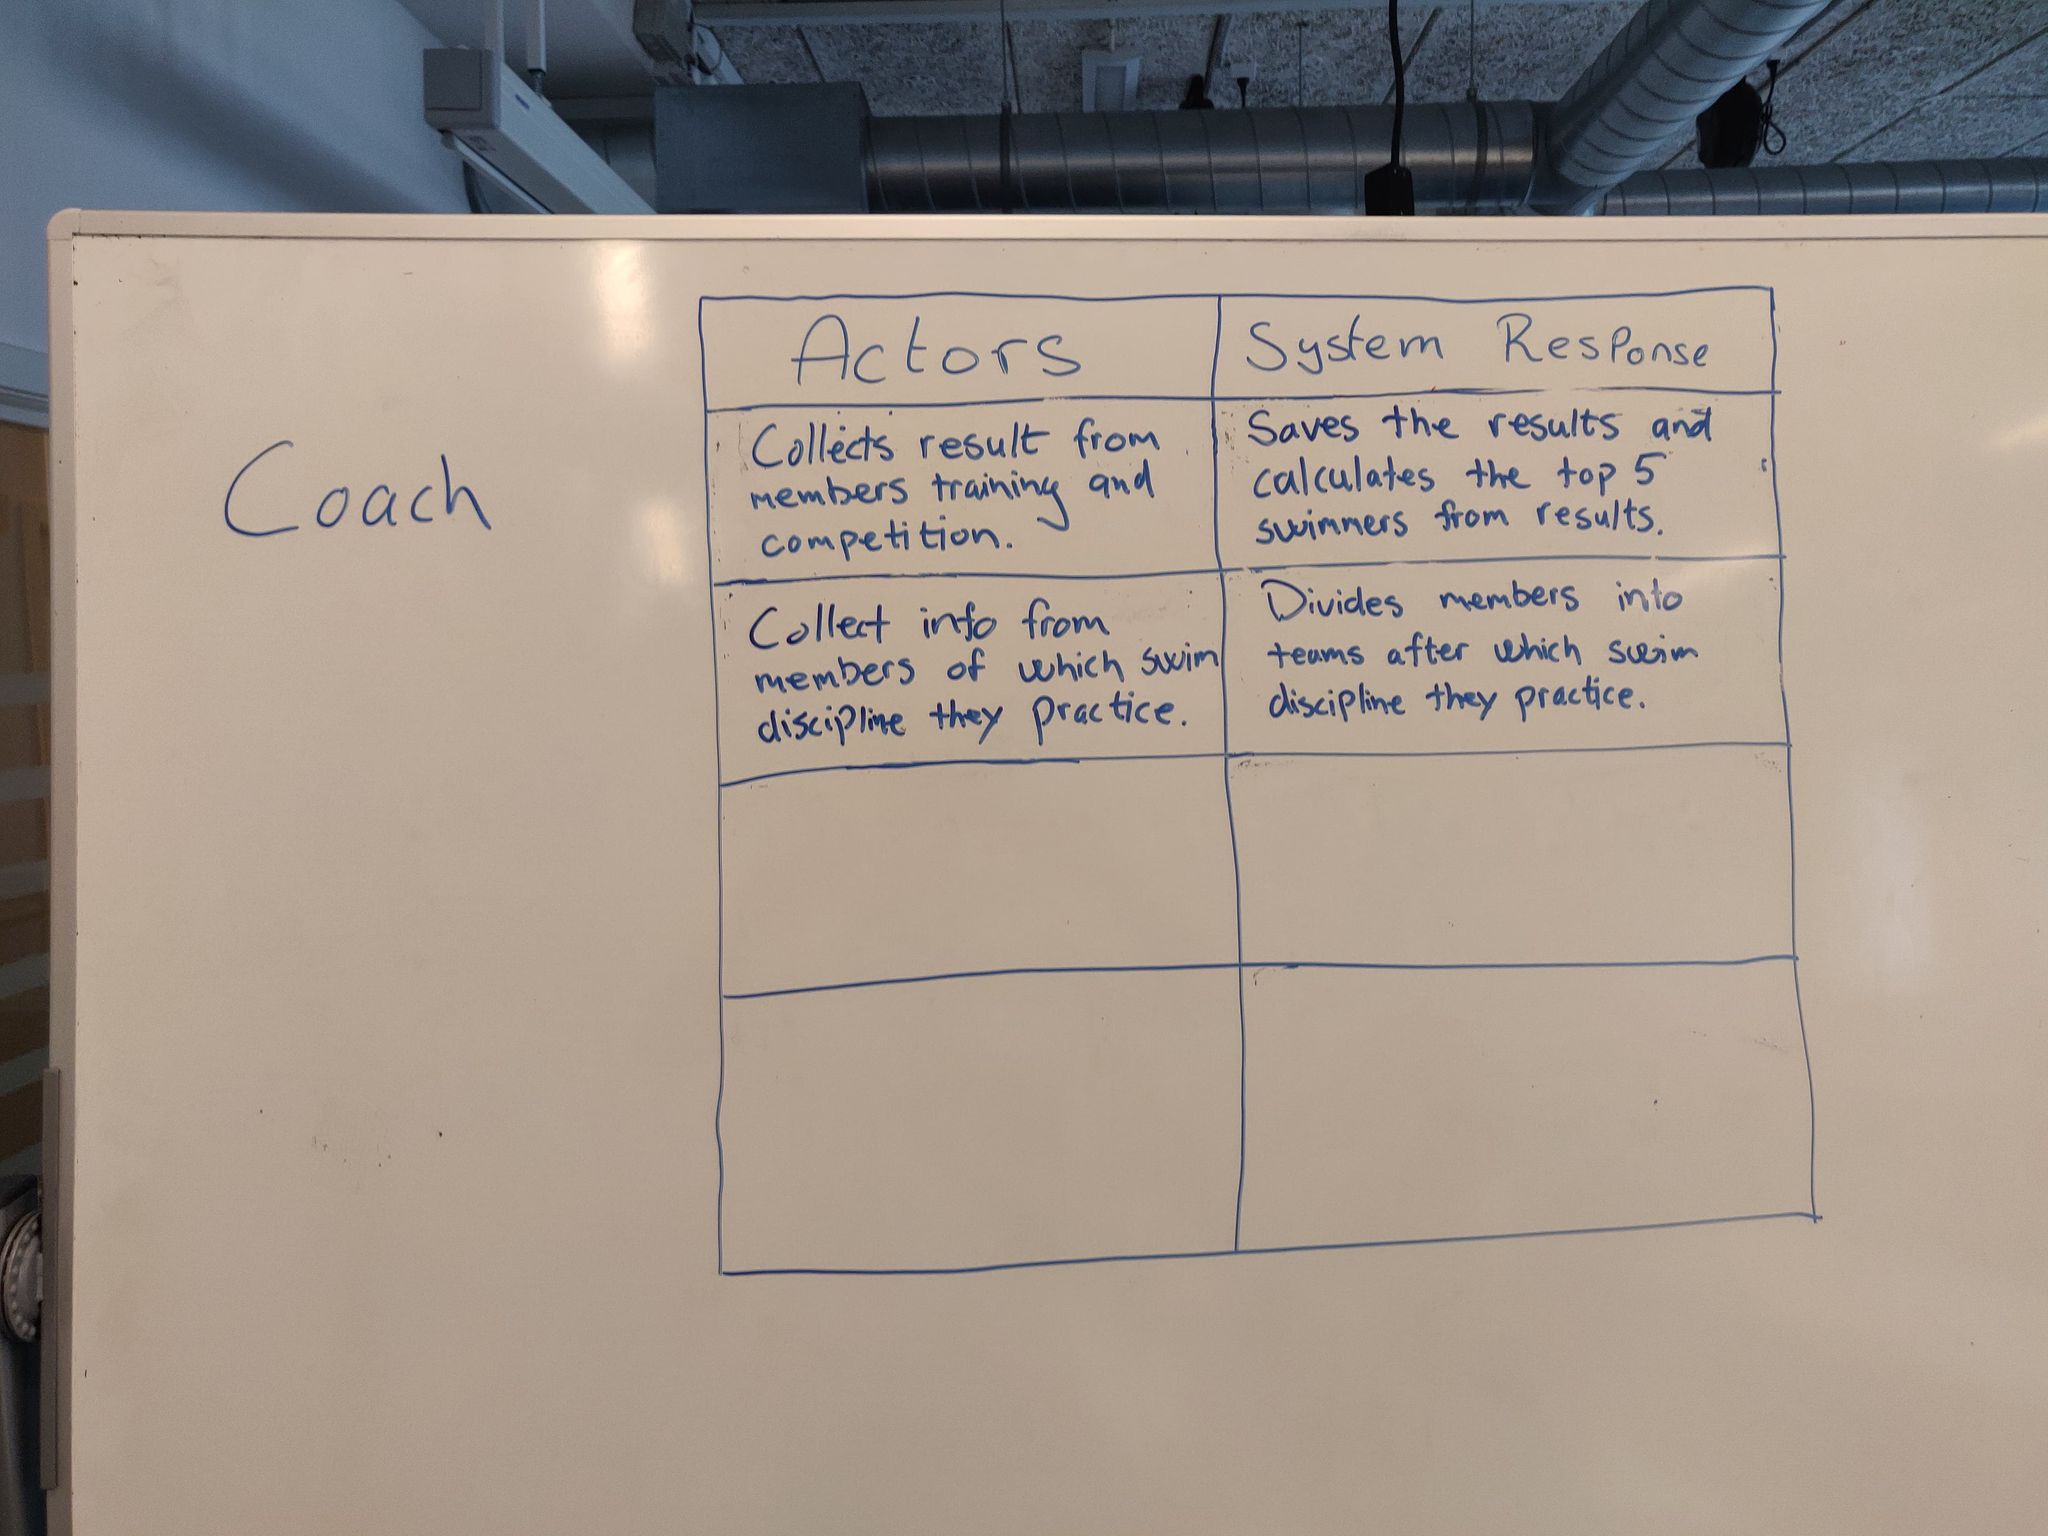 Actors
System Response
Coach
Collects result from
members training and
competition.
Saves the results and
calculates the top 5
swimmers from results.
Collect info from
members of which swim
discipline they practice.
Divides members into
teams after which swim
discipline they practice.